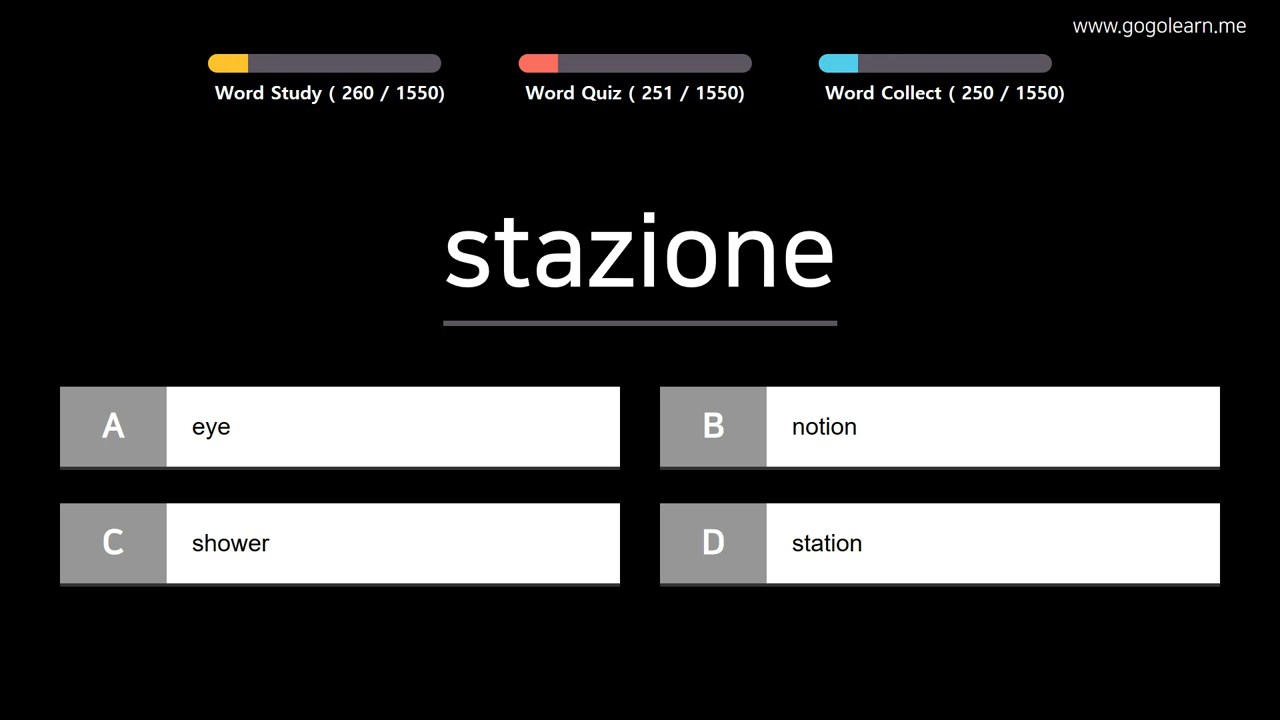 www.gogolearn.me
Word Study ( 260 / 1550)
Word Quiz ( 251 / 1550)
Word Collect ( 250 / 1550)
stazione
A
eye
B
notion
C
shower
D
station